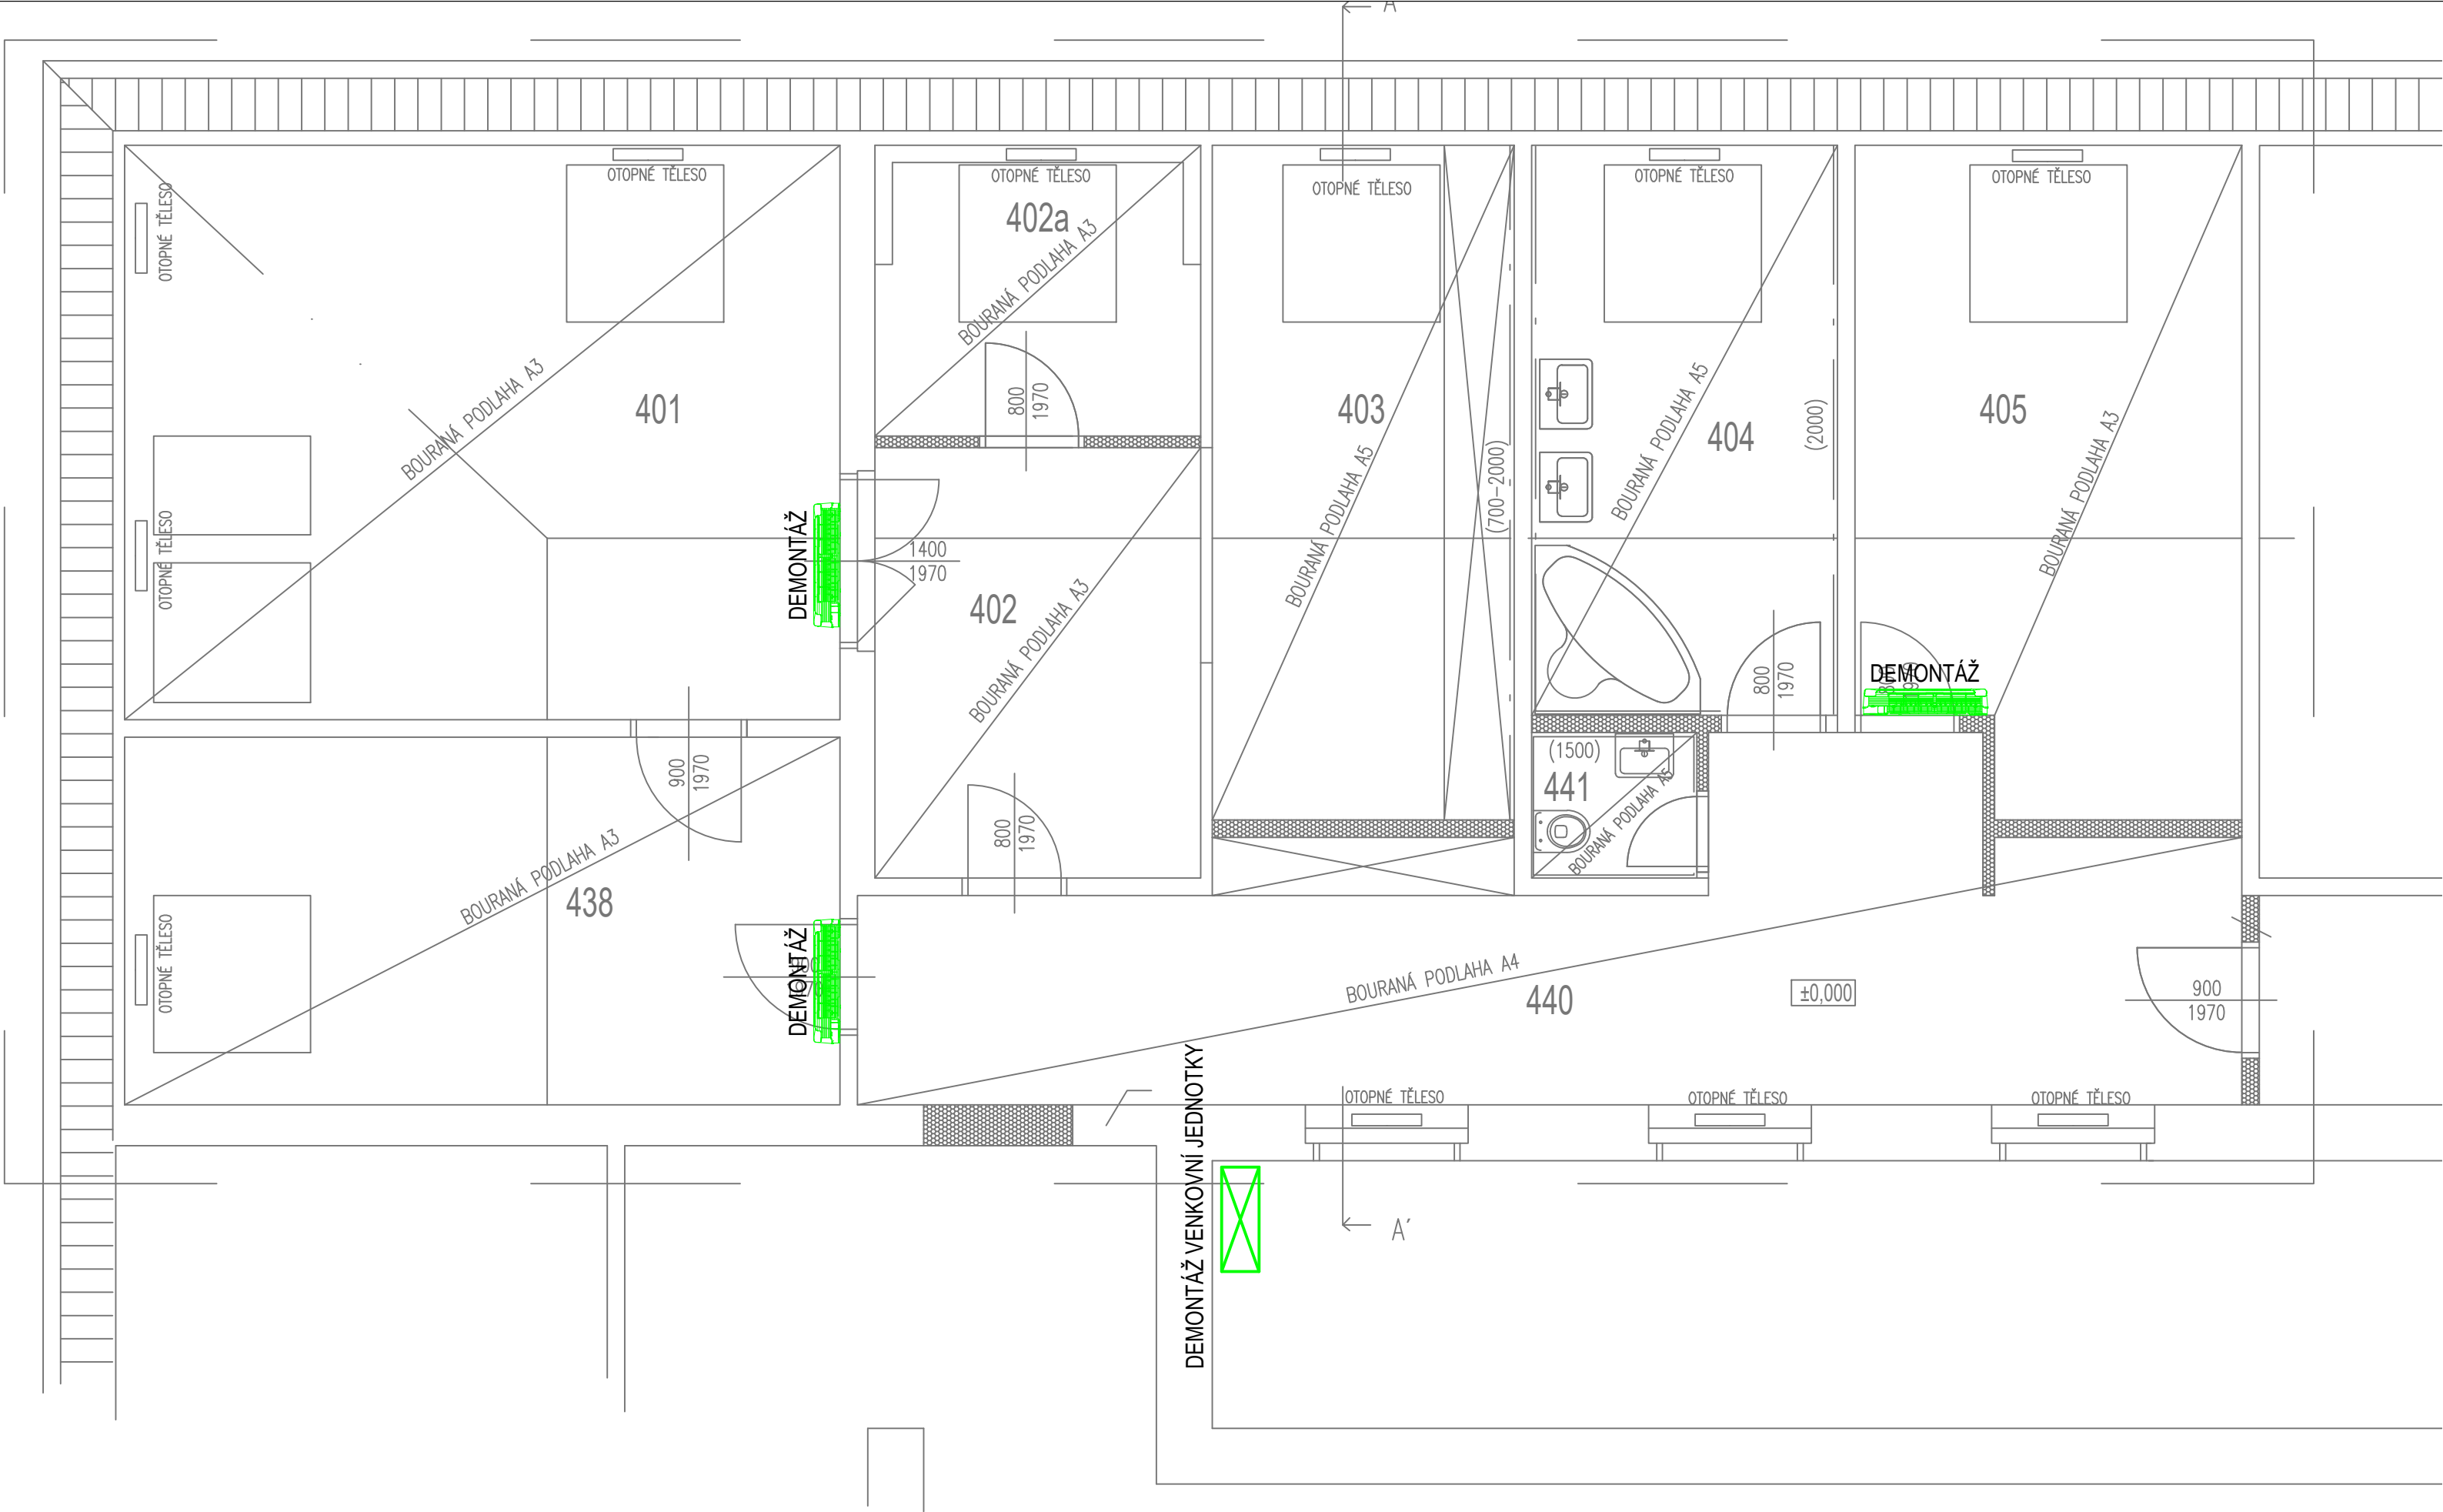 A
OTOPNÉ TĚLESO
OTOPNÉ TĚLESO
OTOPNÉ TĚLESO
OTOPNÉ TĚLESO
OTOPNÉ TĚLESO
OTOPNÉ TĚLESO
402a
BOURANÁ PODLAHA A3
BOURANÁ PODLAHA A3
401
800
1970
403
BOURANÁ PODLAHA A5
(700-2000)
BOURANÁ PODLAHA A5
404
(2000)
405
BOURANÁ PODLAHA A3
OTOPNÉ TĚLESO
DEMONTÁŽ
1400
1970
402
BOURANÁ PODLAHA A3
800
1970
DEMONTÁŽ
900
1970
(1500)
441
BOURANÁ PODLAHA A5
800
1970
BOURANÁ PODLAHA A3
438
OTOPNÉ TĚLESO
DEMONTÁŽ
BOURANÁ PODLAHA A4
440
±0,000
900
1970
DEMONTÁŽ VENKOVNÍ JEDNOTKY
OTOPNÉ TĚLESO
OTOPNÉ TĚLESO
OTOPNÉ TĚLESO
A´